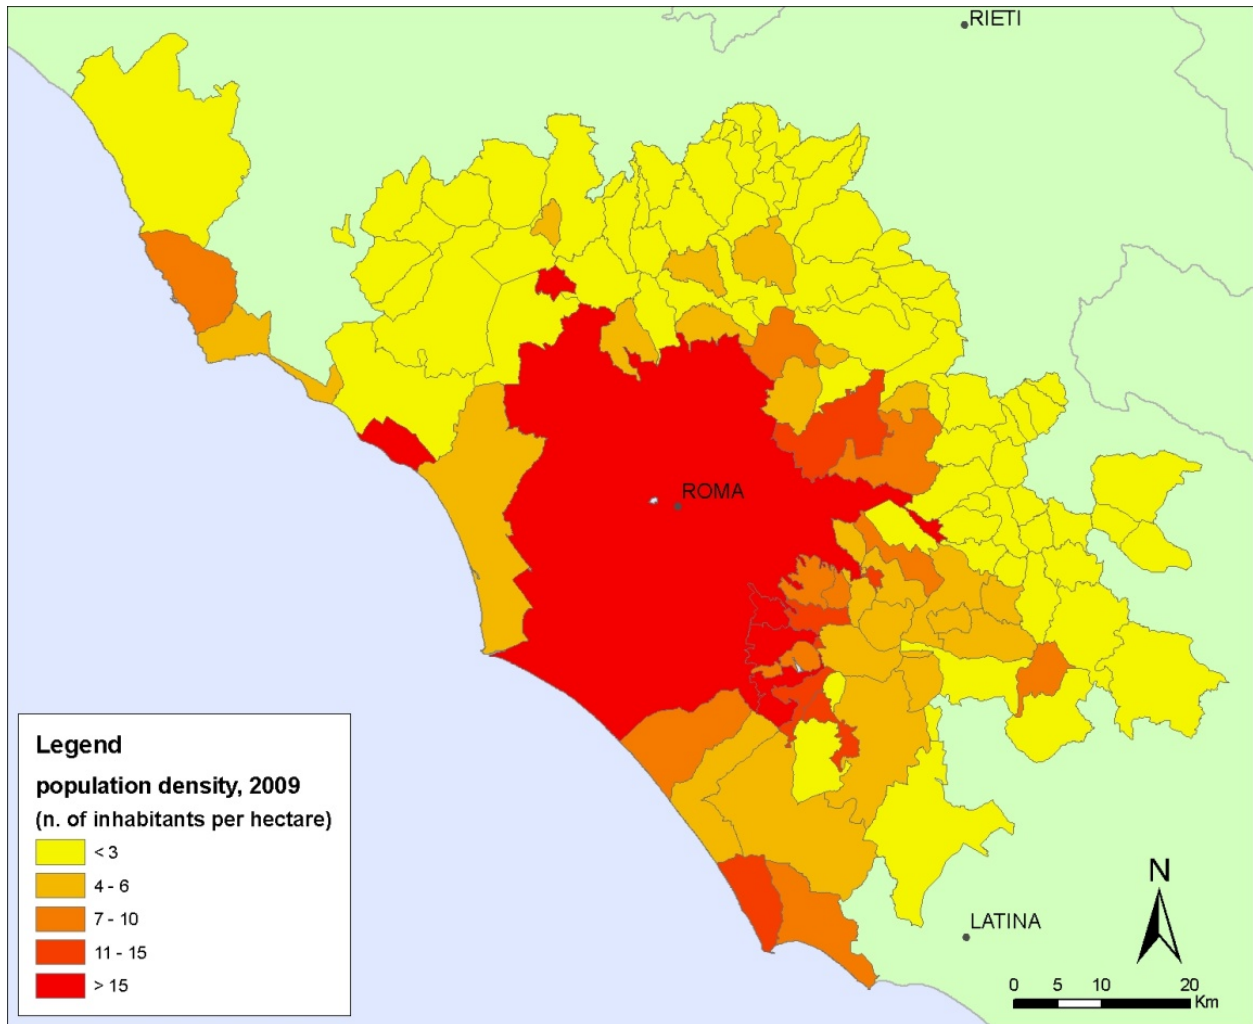 RIETI
ROMA
Legend
population density, 2009
(n. of inhabitants per hectare)
< 3
4 - 6
7 - 10
11 - 15
> 15
LATINA
N
0 5 10 20
Km